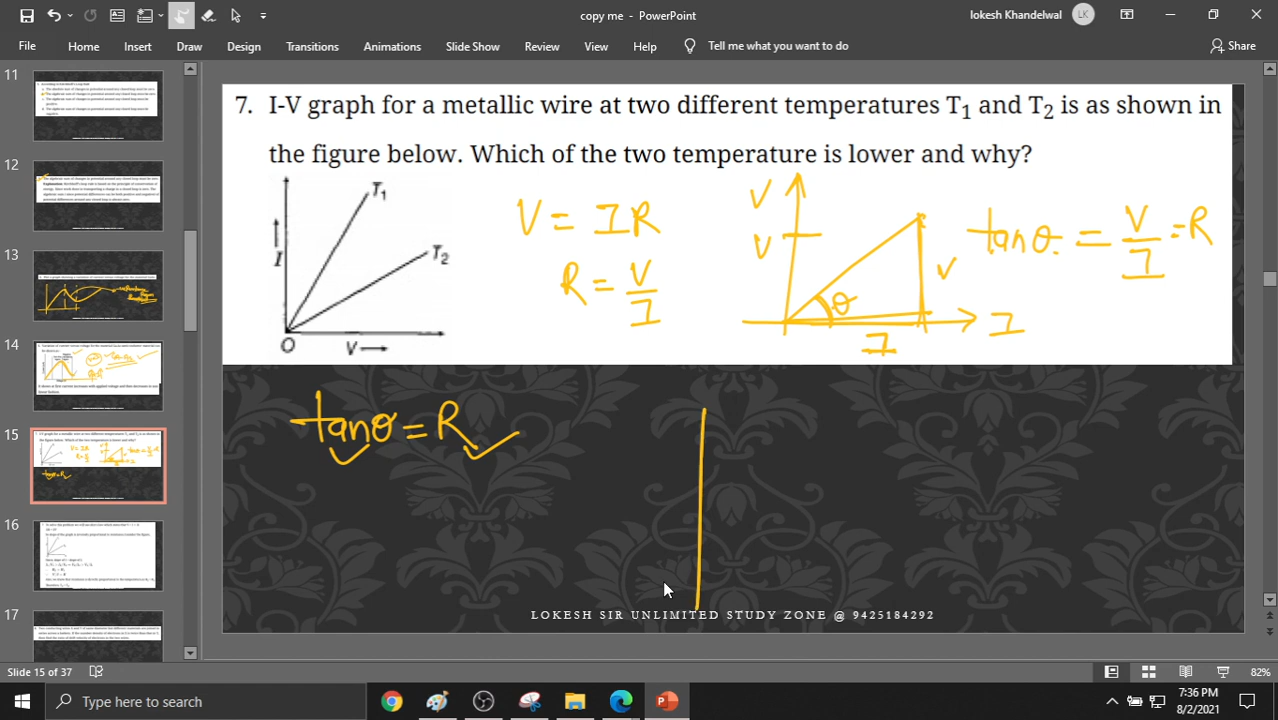 copy me - PowerPoint
lokesh Khandelwal
LK
File
Home
Insert
Draw
Design
Transitions
Animations
Slide Show
Review
View
Help
Tell me what you want to do
Share
11
12
13
14
15
16
17
7. I-V graph for a metallic wire at two different temperatures T₁ and T₂ is as shown in
the figure below. Which of the two temperature is lower and why?
T₁
T₂
I
O
V
V = IR
R = V/I
V
V
θ
V
I
I
tanθ = V/I = R
tanθ = R
LOKESH SIR UNLIMITED STUDY ZONE @ 9425184292
Slide 15 of 37
82%
Type here to search
7:36 PM
8/2/2021